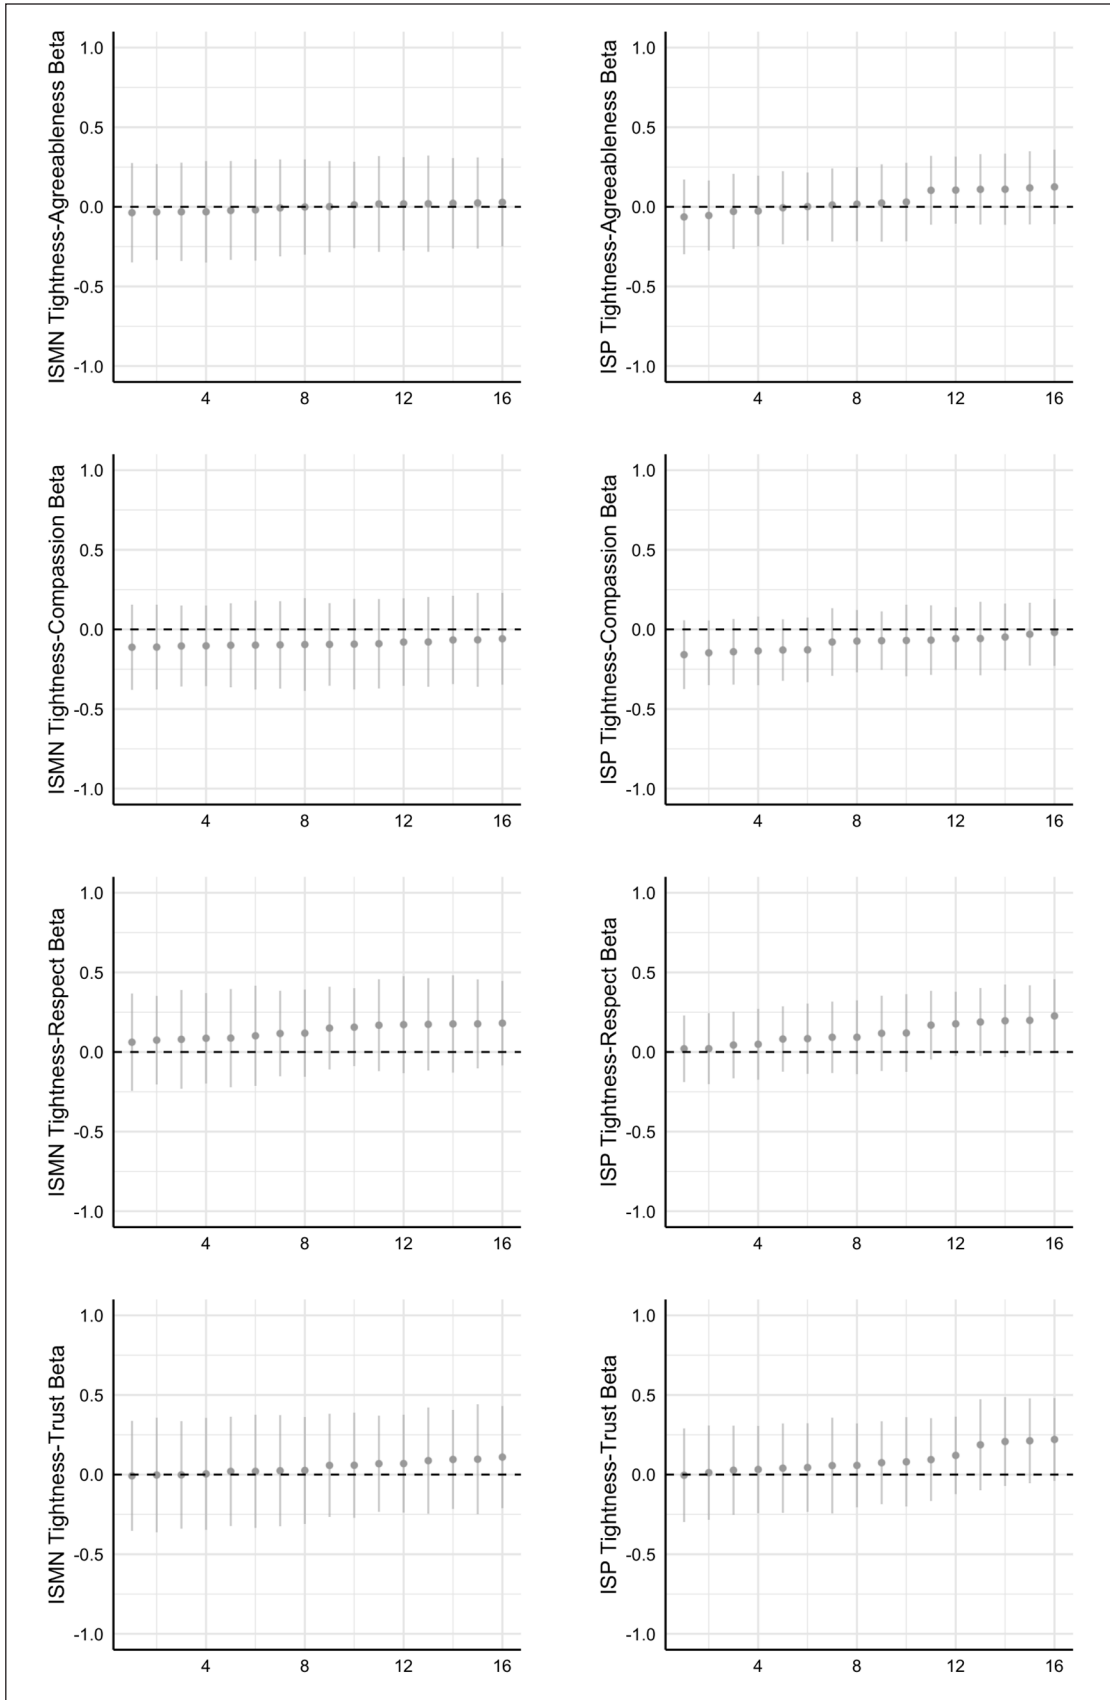 ISMN Tightness-Agreeableness Beta
1.0
0.5
0.0
-0.5
-1.0
4 8 12 16
ISP Tightness-Agreeableness Beta
1.0
0.5
0.0
-0.5
-1.0
4 8 12 16
ISMN Tightness-Compassion Beta
1.0
0.5
0.0
-0.5
-1.0
4 8 12 16
ISP Tightness-Compassion Beta
1.0
0.5
0.0
-0.5
-1.0
4 8 12 16
ISMN Tightness-Respect Beta
1.0
0.5
0.0
-0.5
-1.0
4 8 12 16
ISP Tightness-Respect Beta
1.0
0.5
0.0
-0.5
-1.0
4 8 12 16
ISMN Tightness-Trust Beta
1.0
0.5
0.0
-0.5
-1.0
4 8 12 16
ISP Tightness-Trust Beta
1.0
0.5
0.0
-0.5
-1.0
4 8 12 16